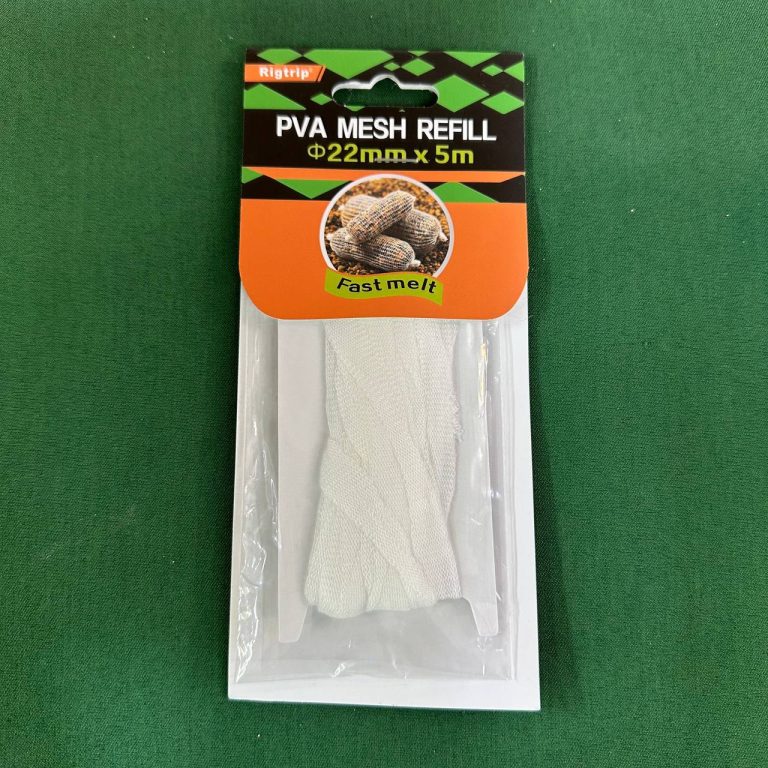 Rigtrip®
PVA MESH REFILL
Φ22mm x 5m
Fast melt